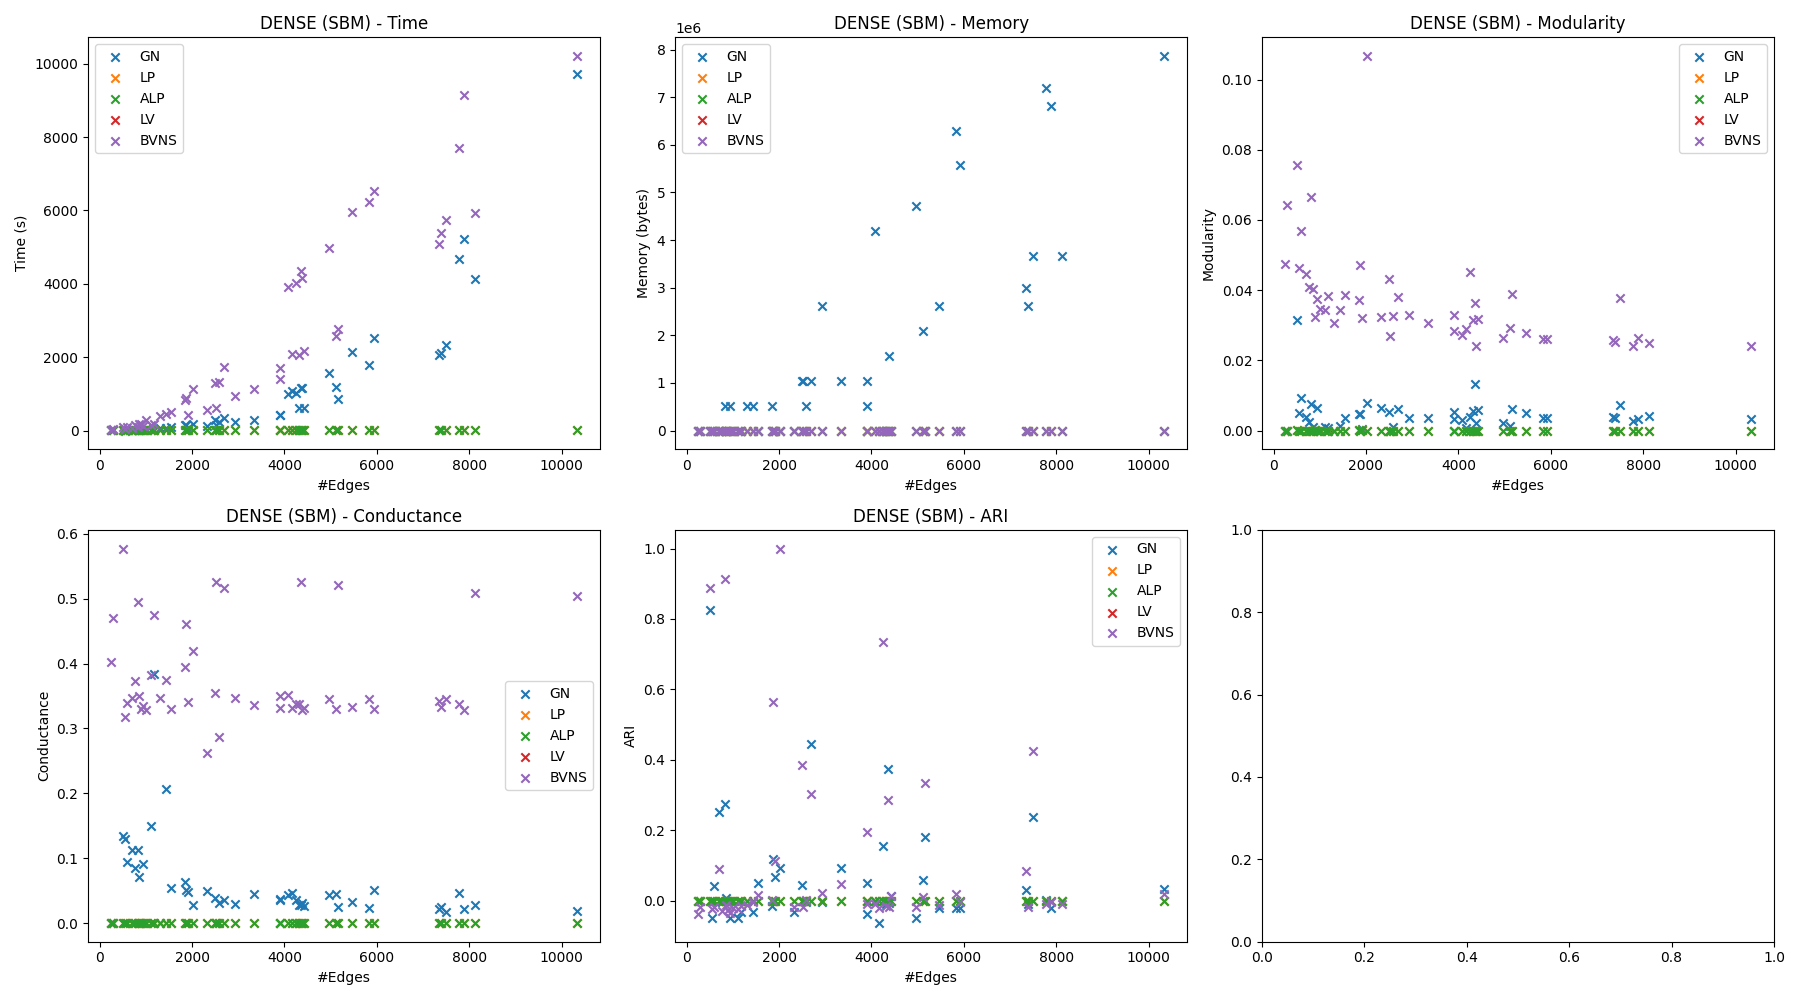 DENSE (SBM) - Time
GN
LP
ALP
LV
BVNS
10000
8000
6000
4000
2000
0
Time (s)
0 2000 4000 6000 8000 10000
#Edges
DENSE (SBM) - Memory
1e6
GN
LP
ALP
LV
BVNS
8
7
6
5
4
3
2
1
0
Memory (bytes)
0 2000 4000 6000 8000 10000
#Edges
DENSE (SBM) - Modularity
GN
LP
ALP
LV
BVNS
0.10
0.08
0.06
0.04
0.02
0.00
Modularity
0 2000 4000 6000 8000 10000
#Edges
DENSE (SBM) - Conductance
GN
LP
ALP
LV
BVNS
0.6
0.5
0.4
0.3
0.2
0.1
0.0
Conductance
0 2000 4000 6000 8000 10000
#Edges
DENSE (SBM) - ARI
GN
LP
ALP
LV
BVNS
1.0
0.8
0.6
0.4
0.2
0.0
ARI
0 2000 4000 6000 8000 10000
#Edges
1.0
0.8
0.6
0.4
0.2
0.0
0.0 0.2 0.4 0.6 0.8 1.0